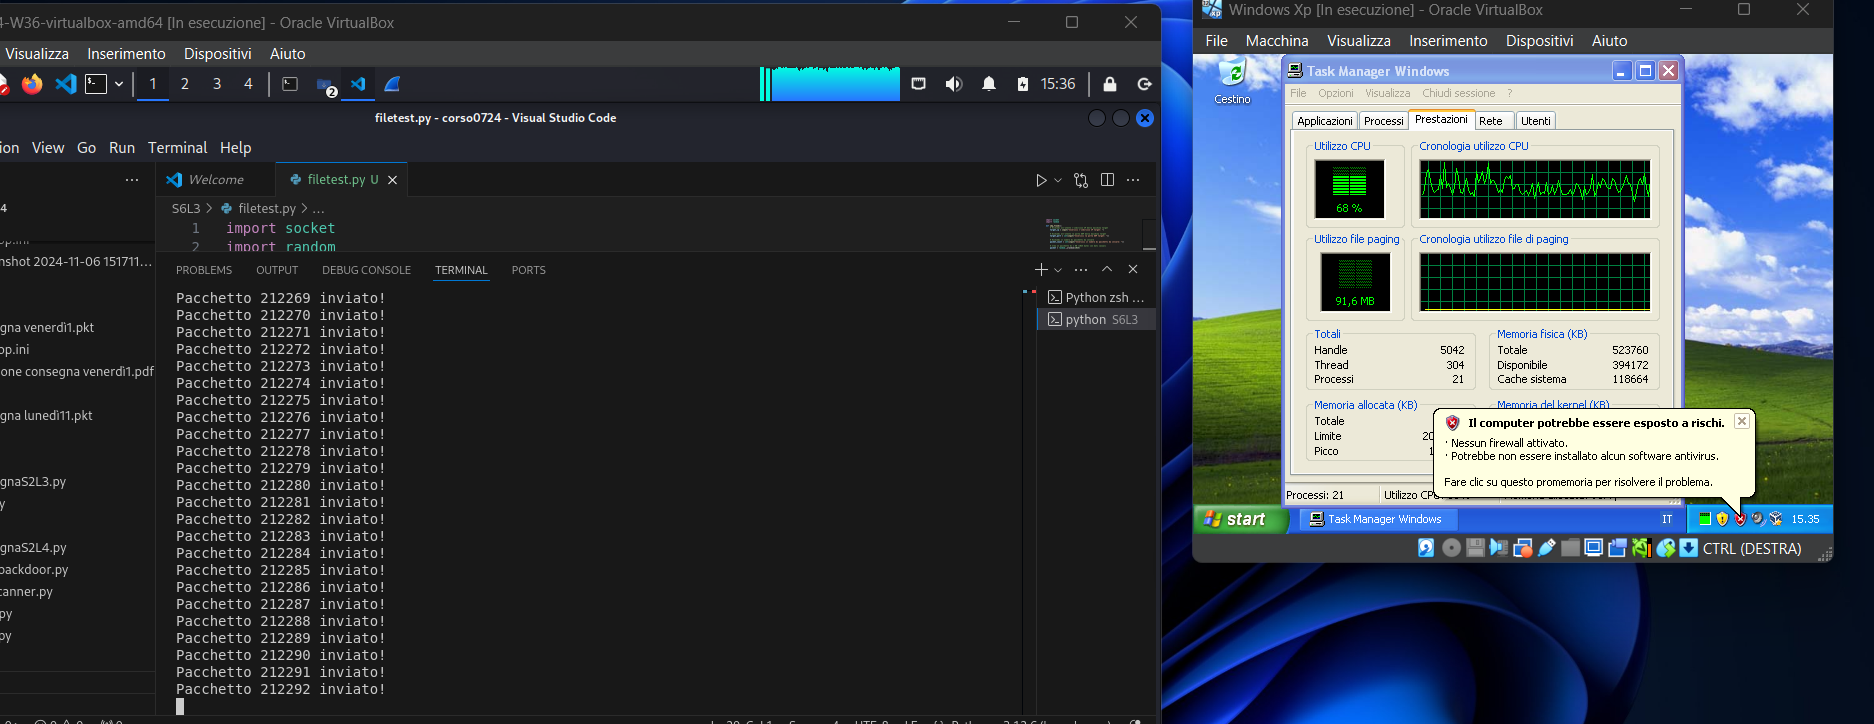 4-W36-virtualbox-amd64 [In esecuzione] - Oracle VirtualBox
Visualizza Inserimento Dispositivi Aiuto
1 2 3 4
2
15:36
filetest.py - corso0724 - Visual Studio Code
ion View Go Run Terminal Help
Welcome
filetest.py U
S6L3 > filetest.py > ...
1 import socket
2 import random
4
op.ini
nshot 2024-11-06 151711...
gna venerdì1.pkt
op.ini
one consegna venerdì1.pdf
gna lunedì11.pkt
gnaS2L3.py
y
gnaS2L4.py
backdoor.py
canner.py
py
py
PROBLEMS OUTPUT DEBUG CONSOLE TERMINAL PORTS
Python zsh ...
python S6L3
Pacchetto 212269 inviato!
Pacchetto 212270 inviato!
Pacchetto 212271 inviato!
Pacchetto 212272 inviato!
Pacchetto 212273 inviato!
Pacchetto 212274 inviato!
Pacchetto 212275 inviato!
Pacchetto 212276 inviato!
Pacchetto 212277 inviato!
Pacchetto 212278 inviato!
Pacchetto 212279 inviato!
Pacchetto 212280 inviato!
Pacchetto 212281 inviato!
Pacchetto 212282 inviato!
Pacchetto 212283 inviato!
Pacchetto 212284 inviato!
Pacchetto 212285 inviato!
Pacchetto 212286 inviato!
Pacchetto 212287 inviato!
Pacchetto 212288 inviato!
Pacchetto 212289 inviato!
Pacchetto 212290 inviato!
Pacchetto 212291 inviato!
Pacchetto 212292 inviato!
Windows Xp [In esecuzione] - Oracle VirtualBox
File Macchina Visualizza Inserimento Dispositivi Aiuto
Cestino
Task Manager Windows
File Opzioni Visualizza Chiudi sessione ?
Applicazioni Processi Prestazioni Rete Utenti
Utilizzo CPU
68 %
Cronologia utilizzo CPU
Utilizzo file paging
91,6 MB
Cronologia utilizzo file di paging
Totali
Handle 5042
Thread 304
Processi 21
Memoria fisica (KB)
Totale 523760
Disponibile 394172
Cache sistema 118664
Memoria allocata (KB)
Totale
Limite 20
Picco 1
Memoria del kernel (KB)
Il computer potrebbe essere esposto a rischi.
· Nessun firewall attivato.
· Potrebbe non essere installato alcun software antivirus.
Fare clic su questo promemoria per risolvere il problema.
Processi: 21 Utilizzo CPU
start
Task Manager Windows
IT
15.35
CTRL (DESTRA)